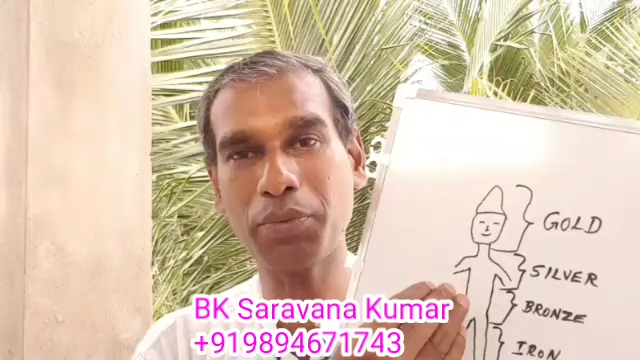 GOLD
SILVER
BRONZE
IRON
BK Saravana Kumar
+919894671743